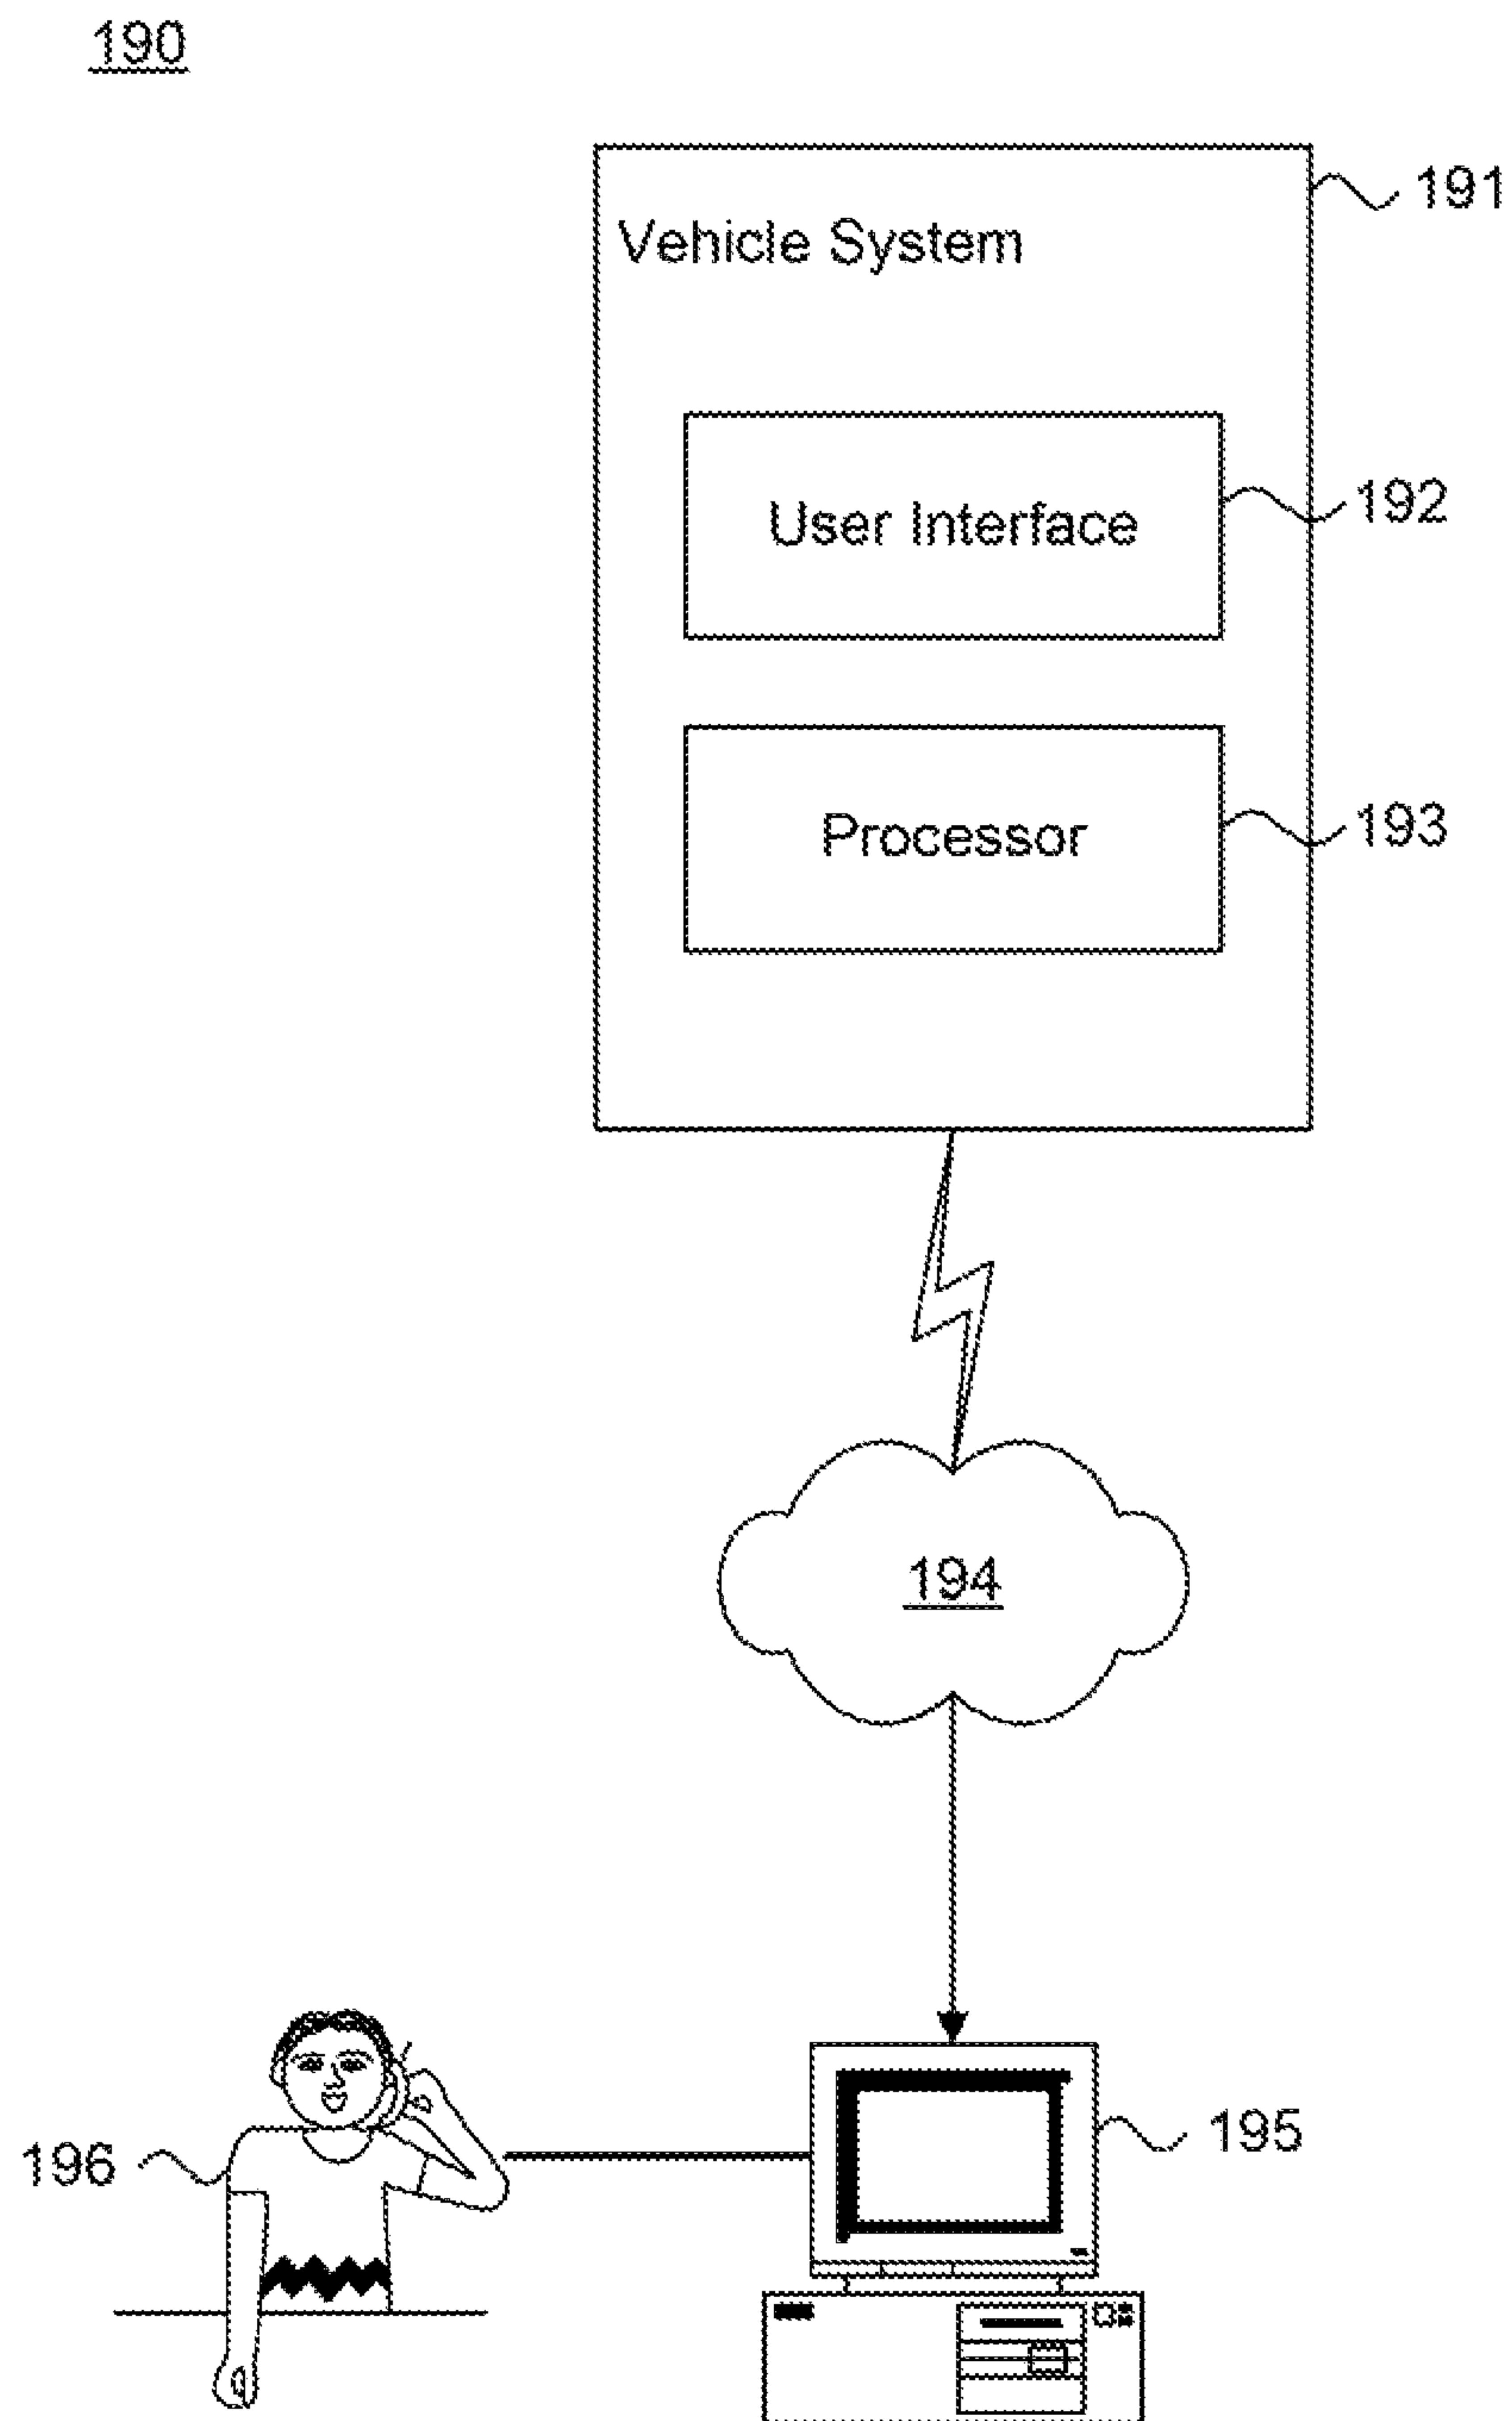 190
191
Vehicle System
User Interface
192
Processor
193
194
195
196